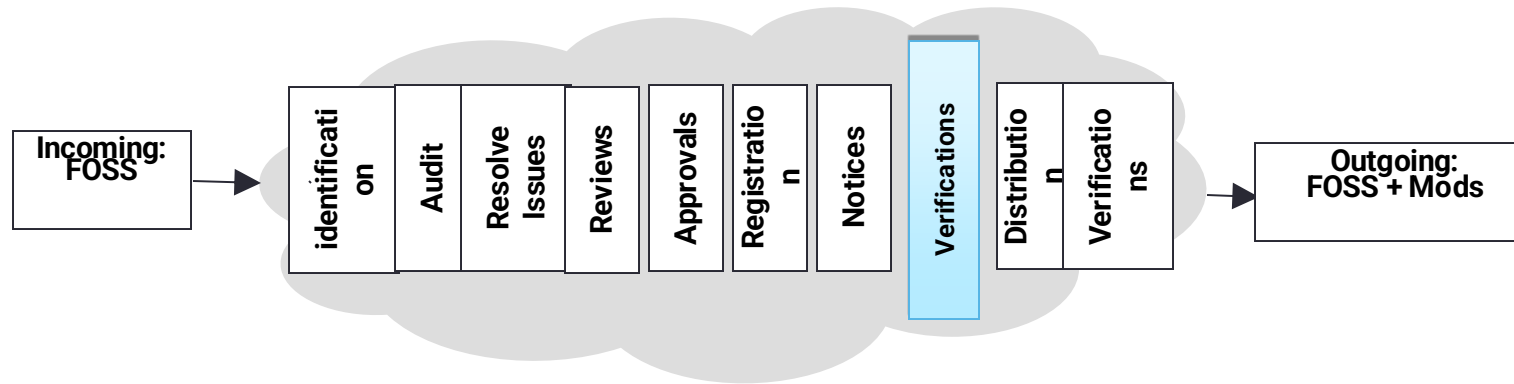 Incoming:
FOSS
identificati
on
Audit
Resolve
Issues
Reviews
Approvals
Registratio
n
Notices
Verifications
Distributio
n
Verificatio
ns
Outgoing:
FOSS + Mods